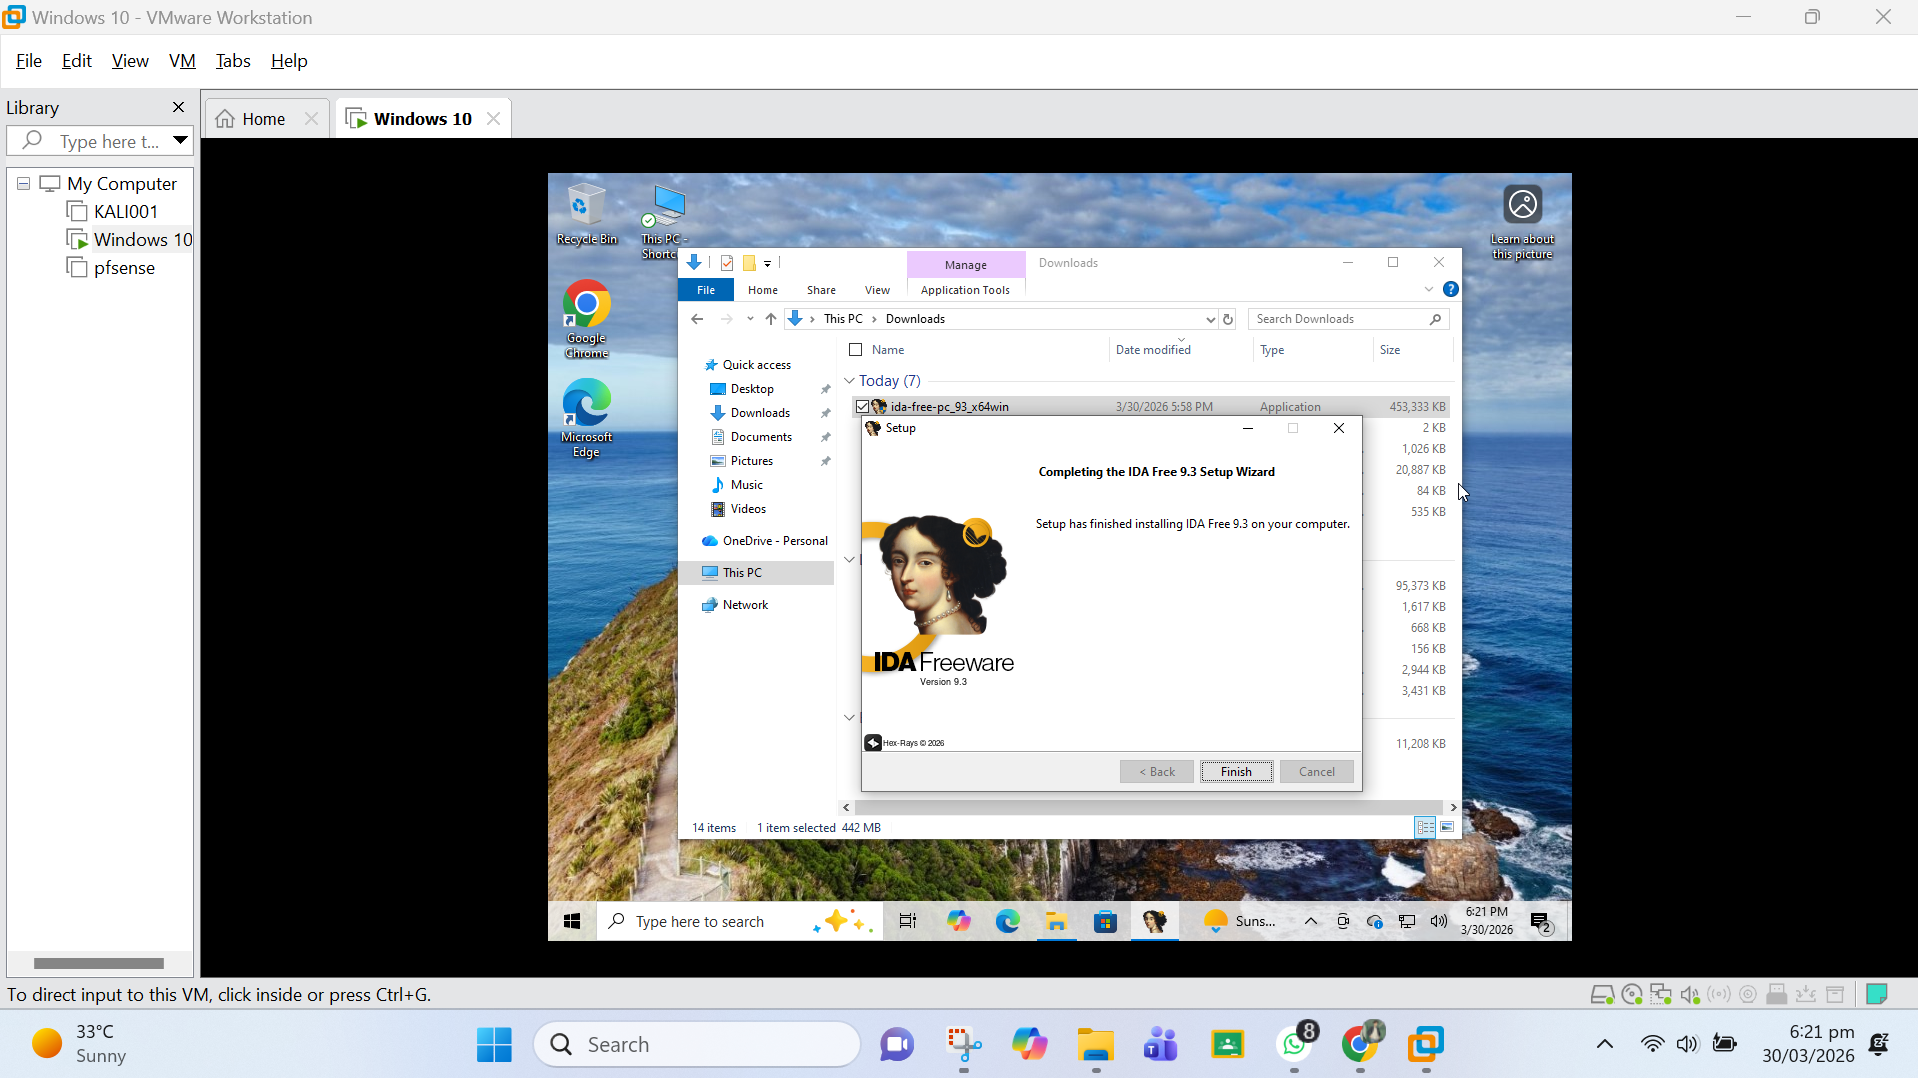 Windows 10 - VMware Workstation
File Edit View VM Tabs Help
Library
Type here t...
My Computer
KALI001
Windows 10
pfsense
Home
Windows 10
Recycle Bin
This PC -
Shortc
Learn about
this picture
Google
Chrome
Microsoft
Edge
Manage
Downloads
File Home Share View Application Tools
This PC Downloads
Search Downloads
Name Date modified Type Size
Quick access
Desktop
Downloads
Documents
Pictures
Music
Videos
OneDrive - Personal
This PC
Network
Today (7)
ida-free-pc_93_x64win 3/30/2026 5:58 PM Application 453,333 KB
2 KB
1,026 KB
20,887 KB
84 KB
535 KB
95,373 KB
1,617 KB
668 KB
156 KB
2,944 KB
3,431 KB
11,208 KB
Setup
Completing the IDA Free 9.3 Setup Wizard
Setup has finished installing IDA Free 9.3 on your computer.
IDA Freeware
Version 9.3
Hex-Rays © 2026
< Back Finish Cancel
14 items 1 item selected 442 MB
Type here to search
Suns...
6:21 PM
3/30/2026
2
To direct input to this VM, click inside or press Ctrl+G.
33°C
Sunny
Search
8
6:21 pm
30/03/2026